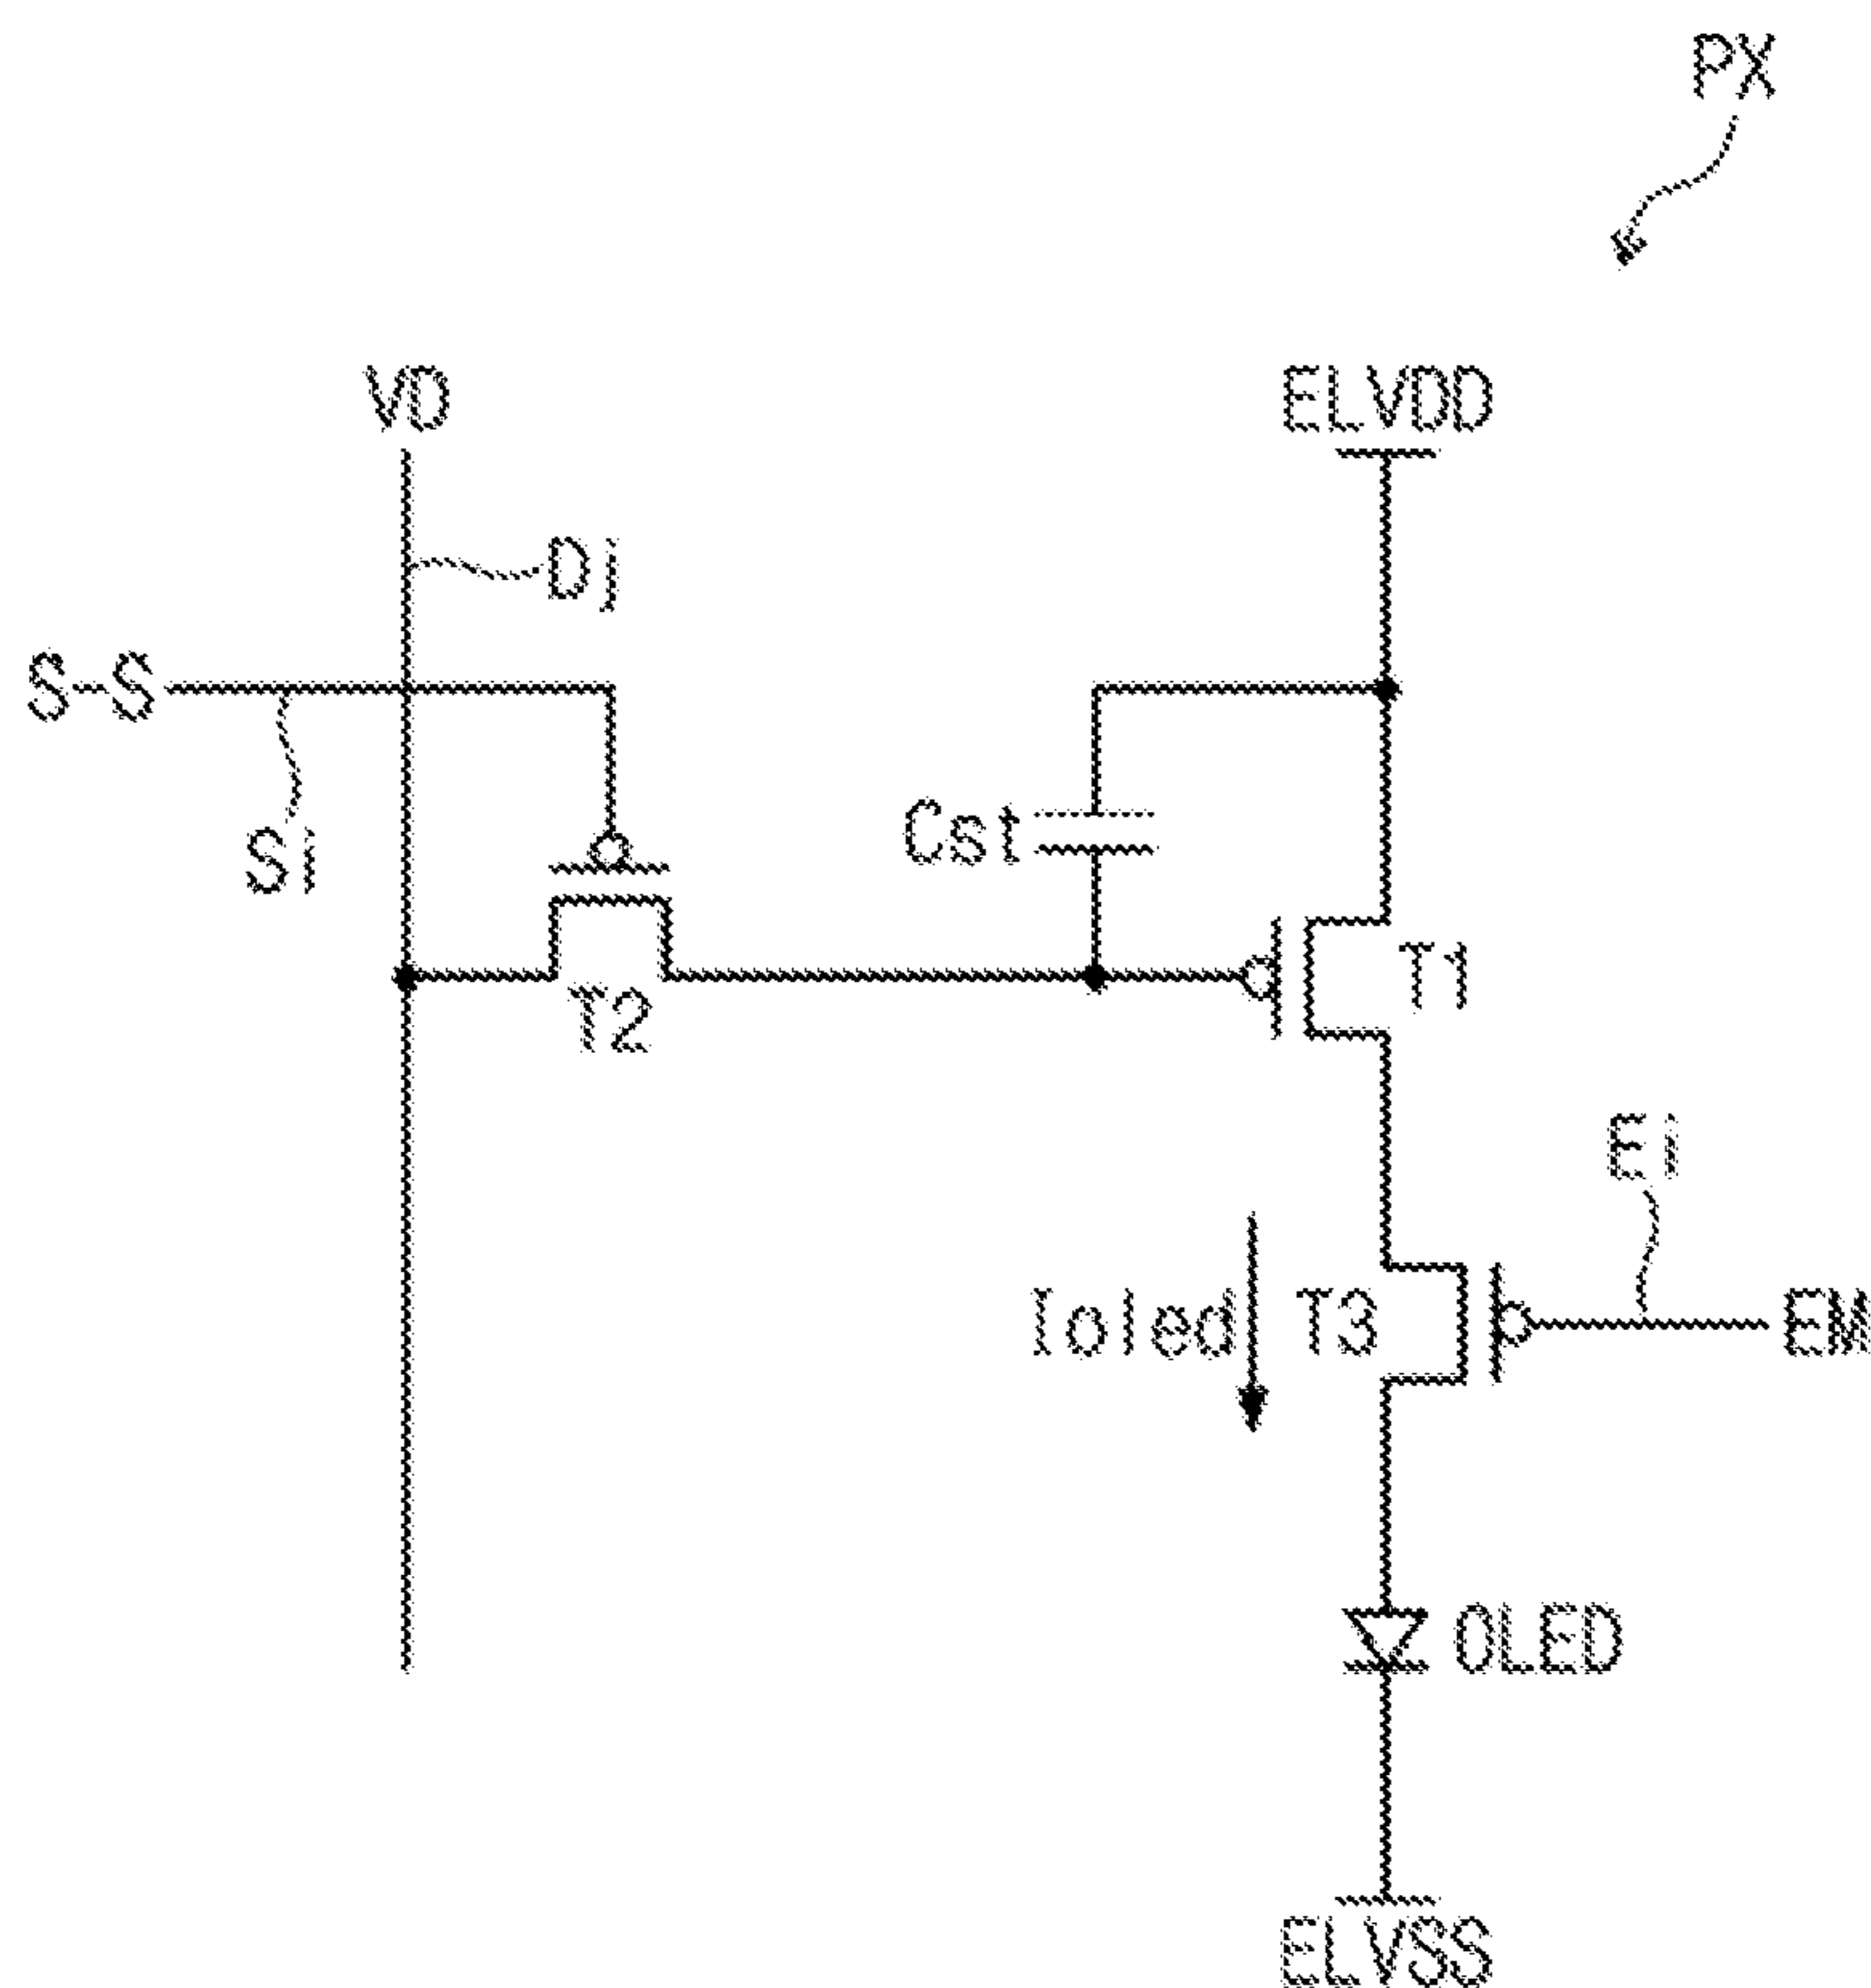 PX
VD
ELVDD
Dj
S-S
Si
Cst
T1
T2
Ei
Ioled
T3
EM
OLED
ELVSS